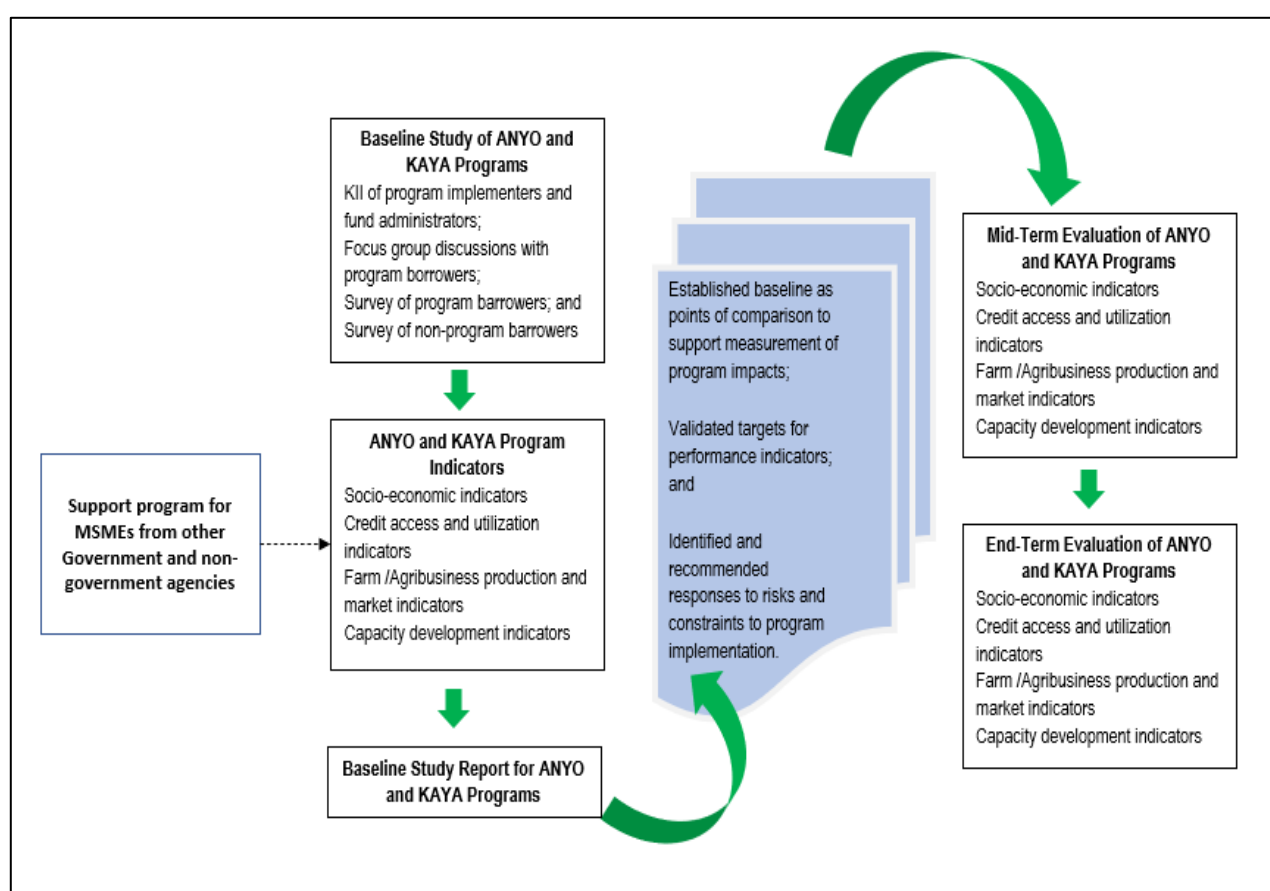 Baseline Study of ANYO and
KAYA Programs
KII of program implementers and
fund administrators;
Focus group discussions with
program borrowers;
Survey of program barrowers; and
Survey of non-program barrowers
ANYO and KAYA Program
Indicators
Socio-economic indicators
Credit access and utilization
indicators
Farm /Agribusiness production and
market indicators
Capacity development indicators
Support program for
MSMEs from other
Government and non-
government agencies
Baseline Study Report for ANYO
and KAYA Programs
Established baseline as
points of comparison to
support measurement of
program impacts;
Validated targets for
performance indicators;
and
Identified and
recommended
responses to risks and
constraints to program
implementation.
Mid-Term Evaluation of ANYO
and KAYA Programs
Socio-economic indicators
Credit access and utilization
indicators
Farm /Agribusiness production and
market indicators
Capacity development indicators
End-Term Evaluation of ANYO
and KAYA Programs
Socio-economic indicators
Credit access and utilization
indicators
Farm /Agribusiness production and
market indicators
Capacity development indicators